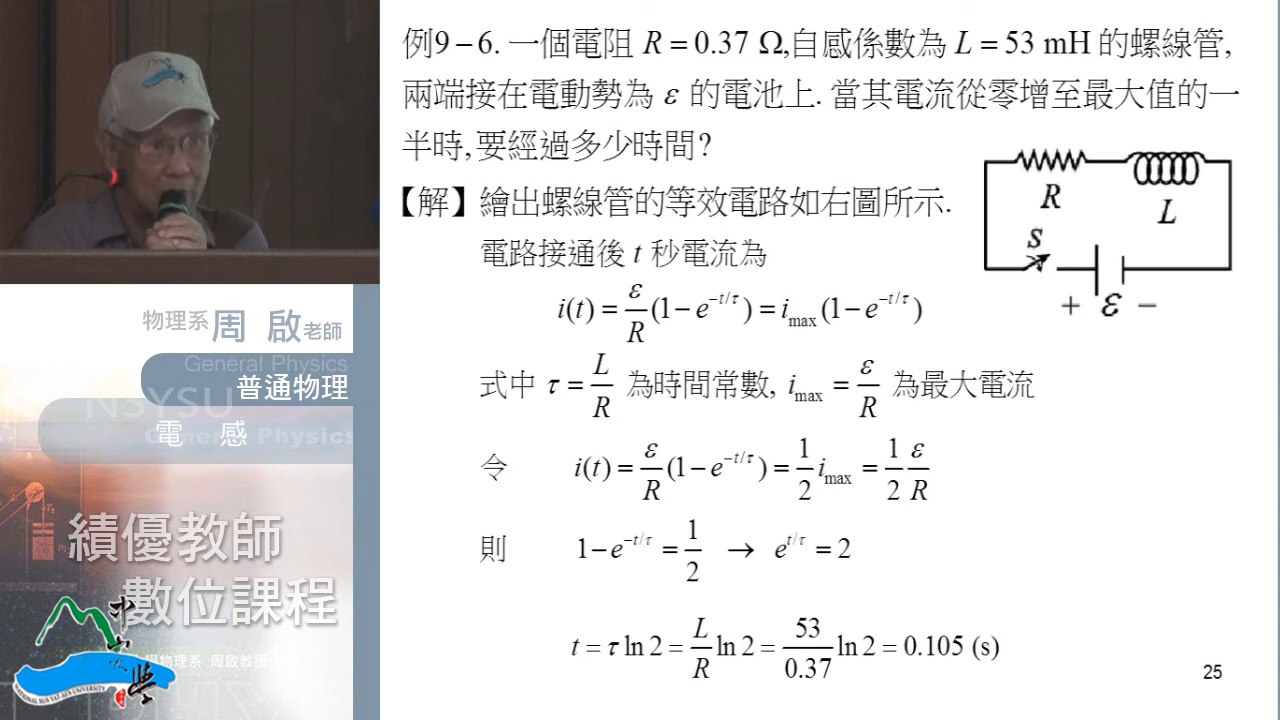 例9－6. 一個電阻 R = 0.37 Ω,自感係數為 L = 53 mH 的螺線管,
兩端接在電動勢為 ε 的電池上. 當其電流從零增至最大值的一
半時, 要經過多少時間?
【解】繪出螺線管的等效電路如右圖所示.
電路接通後 t 秒電流為
i(t) = ε/R (1 − e^{−t/τ}) = i_max (1 − e^{−t/τ})
式中 τ = L/R 為時間常數, i_max = ε/R 為最大電流
令 i(t) = ε/R (1 − e^{−t/τ}) = 1/2 i_max = 1/2 ε/R
則 1 − e^{−t/τ} = 1/2 → e^{t/τ} = 2
t = τ ln 2 = L/R ln 2 = 53/0.37 ln 2 = 0.105 (s)
R
L
S
+ ε −
25
物理系 周 啟 老師
General Physics
普通物理
NSYSU
電 感
General Physics
績優教師
數位課程
中山大學
NATIONAL SUN YAT-SEN UNIVERSITY
物理系 周啟教授